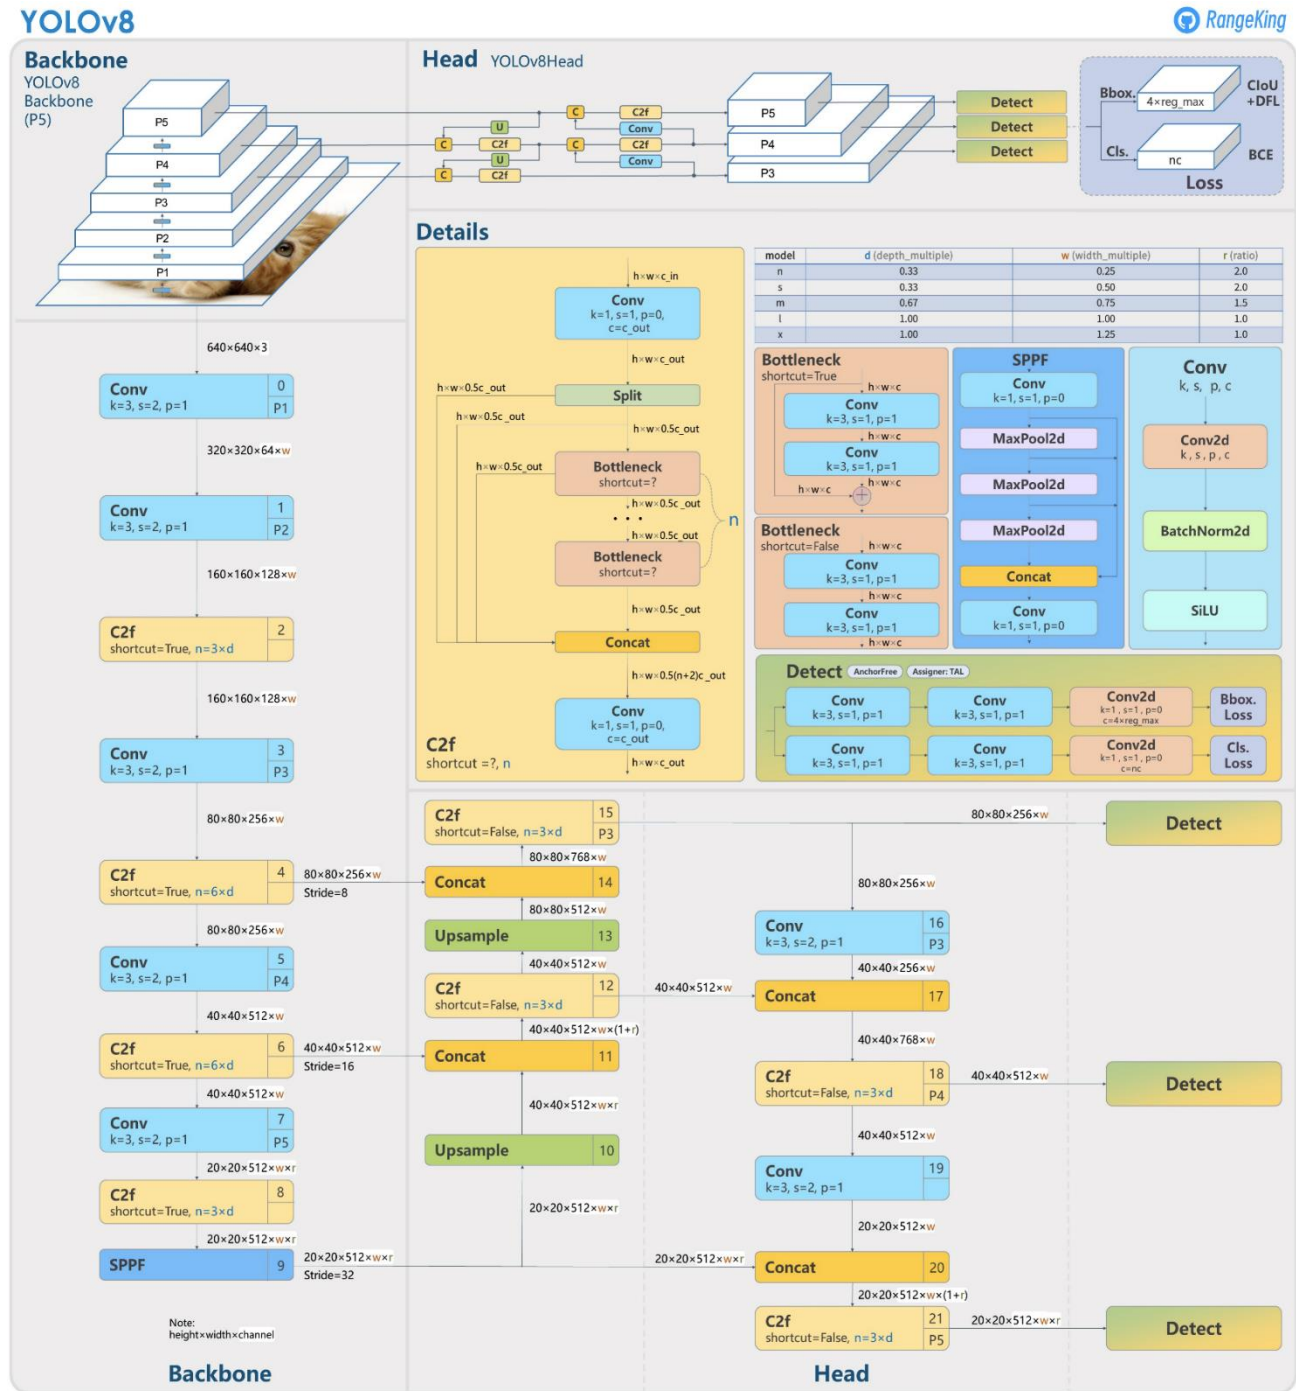 YOLOv8
RangeKing
Backbone
YOLOv8
Backbone
(P5)
P5
P4
P3
P2
P1
Head YOLOv8Head
C
C2f
U
Conv
C
C2f
C
C2f
U
Conv
C
C2f
P5
P4
P3
Detect
Detect
Detect
Bbox.
4×reg_max
CIoU
+DFL
Cls.
nc
BCE
Loss
Details
h×w×c_in
Conv
k=1, s=1, p=0,
c=c_out
h×w×c_out
h×w×0.5c_out
Split
h×w×0.5c_out
h×w×0.5c_out
h×w×0.5c_out
Bottleneck
shortcut=?
h×w×0.5c_out
• • •
n
h×w×0.5c_out
Bottleneck
shortcut=?
h×w×0.5c_out
Concat
h×w×0.5(n+2)c_out
Conv
k=1, s=1, p=0,
c=c_out
C2f
shortcut =?, n
h×w×c_out
model d (depth_multiple) w (width_multiple) r (ratio)
n 0.33 0.25 2.0
s 0.33 0.50 2.0
m 0.67 0.75 1.5
l 1.00 1.00 1.0
x 1.00 1.25 1.0
Bottleneck
shortcut=True
h×w×c
Conv
k=3, s=1, p=1
h×w×c
Conv
k=3, s=1, p=1
h×w×c
h×w×c
+
Bottleneck
shortcut=False
h×w×c
Conv
k=3, s=1, p=1
h×w×c
Conv
k=3, s=1, p=1
h×w×c
SPPF
Conv
k=1, s=1, p=0
MaxPool2d
MaxPool2d
MaxPool2d
Concat
Conv
k=1, s=1, p=0
Conv
k, s, p, c
Conv2d
k, s, p, c
BatchNorm2d
SiLU
Detect AnchorFree Assigner: TAL
Conv
k=3, s=1, p=1
Conv
k=3, s=1, p=1
Conv2d
k=1, s=1, p=0
c=4×reg_max
Bbox.
Loss
Conv
k=3, s=1, p=1
Conv
k=3, s=1, p=1
Conv2d
k=1, s=1, p=0
c=nc
Cls.
Loss
640×640×3
Conv
k=3, s=2, p=1
0
P1
320×320×64×w
Conv
k=3, s=2, p=1
1
P2
160×160×128×w
C2f
shortcut=True, n=3×d
2
160×160×128×w
Conv
k=3, s=2, p=1
3
P3
80×80×256×w
C2f
shortcut=True, n=6×d
4
80×80×256×w
Stride=8
80×80×256×w
Conv
k=3, s=2, p=1
5
P4
40×40×512×w
C2f
shortcut=True, n=6×d
6
40×40×512×w
Stride=16
40×40×512×w
Conv
k=3, s=2, p=1
7
P5
20×20×512×w×r
C2f
shortcut=True, n=3×d
8
20×20×512×w×r
SPPF
9
20×20×512×w×r
Stride=32
Note:
height×width×channel
Backbone
C2f
shortcut=False, n=3×d
15
P3
80×80×768×w
Concat
14
80×80×512×w
Upsample
13
40×40×512×w
C2f
shortcut=False, n=3×d
12
40×40×512×w×(1+r)
Concat
11
40×40×512×w×r
Upsample
10
20×20×512×w×r
80×80×256×w
Detect
80×80×256×w
Conv
k=3, s=2, p=1
16
P3
40×40×256×w
40×40×512×w
Concat
17
40×40×768×w
C2f
shortcut=False, n=3×d
18
P4
40×40×512×w
Detect
40×40×512×w
Conv
k=3, s=2, p=1
19
20×20×512×w
20×20×512×w×r
Concat
20
20×20×512×w×(1+r)
C2f
shortcut=False, n=3×d
21
P5
20×20×512×w×r
Detect
Head